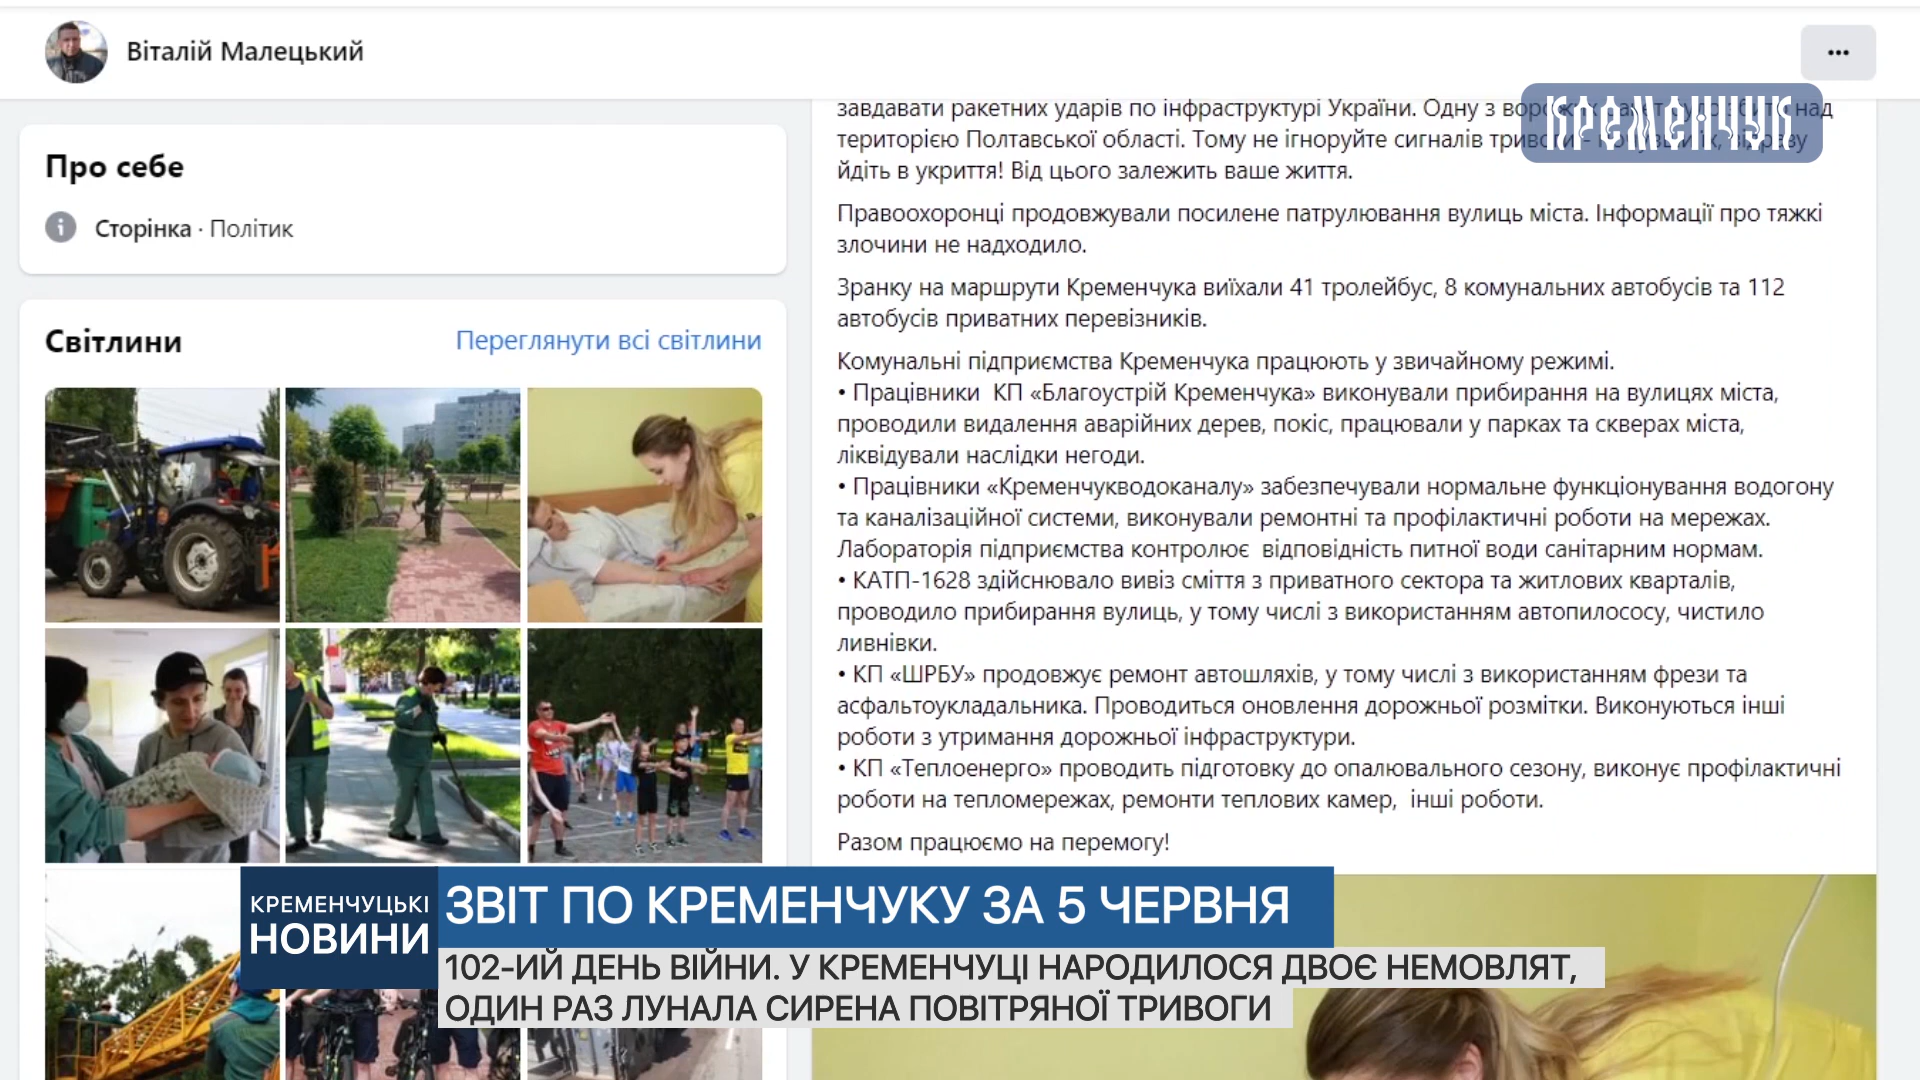 Віталій Малецький
Про себе
Сторінка · Політик
Світлини
Переглянути всі світлини
завдавати ракетних ударів по інфраструктурі України. Одну з ворожих ракет було збито над
територією Полтавської області. Тому не ігноруйте сигналів тривоги - почувши їх, відразу
йдіть в укриття! Від цього залежить ваше життя.
КРЕМЕНЧУК
Правоохоронці продовжували посилене патрулювання вулиць міста. Інформації про тяжкі
злочини не надходило.
Зранку на маршрути Кременчука виїхали 41 тролейбус, 8 комунальних автобусів та 112
автобусів приватних перевізників.
Комунальні підприємства Кременчука працюють у звичайному режимі.
• Працівники КП «Благоустрій Кременчука» виконували прибирання на вулицях міста,
проводили видалення аварійних дерев, покіс, працювали у парках та скверах міста,
ліквідували наслідки негоди.
• Працівники «Кременчукводоканалу» забезпечували нормальне функціонування водогону
та каналізаційної системи, виконували ремонтні та профілактичні роботи на мережах.
Лабораторія підприємства контролює відповідність питної води санітарним нормам.
• КАТП-1628 здійснювало вивіз сміття з приватного сектора та житлових кварталів,
проводило прибирання вулиць, у тому числі з використанням автопилососу, чистило
ливнівки.
• КП «ШРБУ» продовжує ремонт автошляхів, у тому числі з використанням фрези та
асфальтоукладальника. Проводиться оновлення дорожньої розмітки. Виконуються інші
роботи з утримання дорожньої інфраструктури.
• КП «Теплоенерго» проводить підготовку до опалювального сезону, виконує профілактичні
роботи на тепломережах, ремонти теплових камер, інші роботи.
Разом працюємо на перемогу!
КРЕМЕНЧУЦЬКІ
НОВИНИ
ЗВІТ ПО КРЕМЕНЧУКУ ЗА 5 ЧЕРВНЯ
102-ИЙ ДЕНЬ ВІЙНИ. У КРЕМЕНЧУЦІ НАРОДИЛОСЯ ДВОЄ НЕМОВЛЯТ,
ОДИН РАЗ ЛУНАЛА СИРЕНА ПОВІТРЯНОЇ ТРИВОГИ